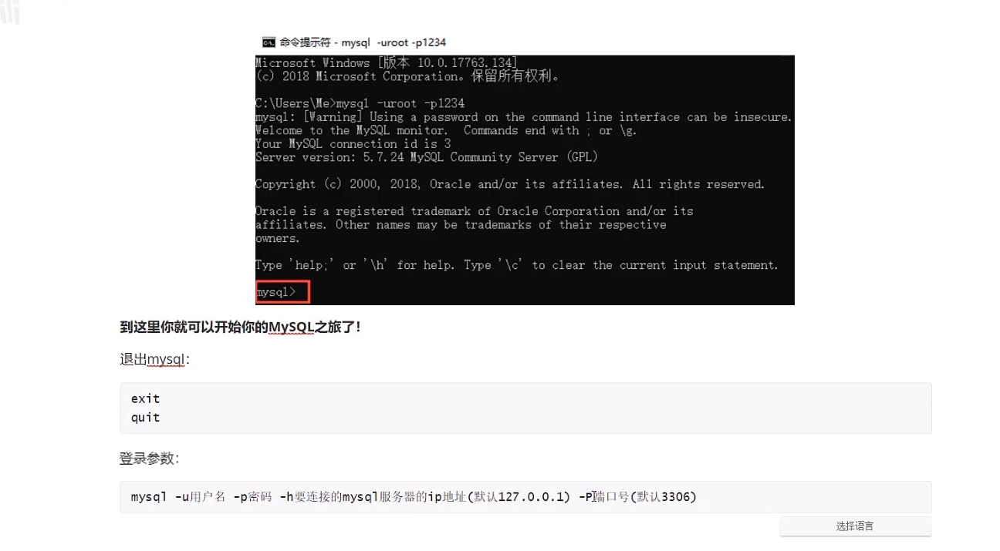 命令提示符 - mysql  -uroot -p1234
Microsoft Windows [版本 10.0.17763.134]
(c) 2018 Microsoft Corporation。保留所有权利。
C:\Users\Me>mysql -uroot -p1234
mysql: [Warning] Using a password on the command line interface can be insecure.
Welcome to the MySQL monitor.  Commands end with ; or \g.
Your MySQL connection id is 3
Server version: 5.7.24 MySQL Community Server (GPL)
Copyright (c) 2000, 2018, Oracle and/or its affiliates. All rights reserved.
Oracle is a registered trademark of Oracle Corporation and/or its
affiliates. Other names may be trademarks of their respective
owners.
Type 'help;' or '\h' for help. Type '\c' to clear the current input statement.
mysql>
到这里你就可以开始你的MySQL之旅了!
退出mysql：
exit
quit
登录参数：
mysql -u用户名 -p密码 -h要连接的mysql服务器的ip地址(默认127.0.0.1) -P端口号(默认3306)
选择语言